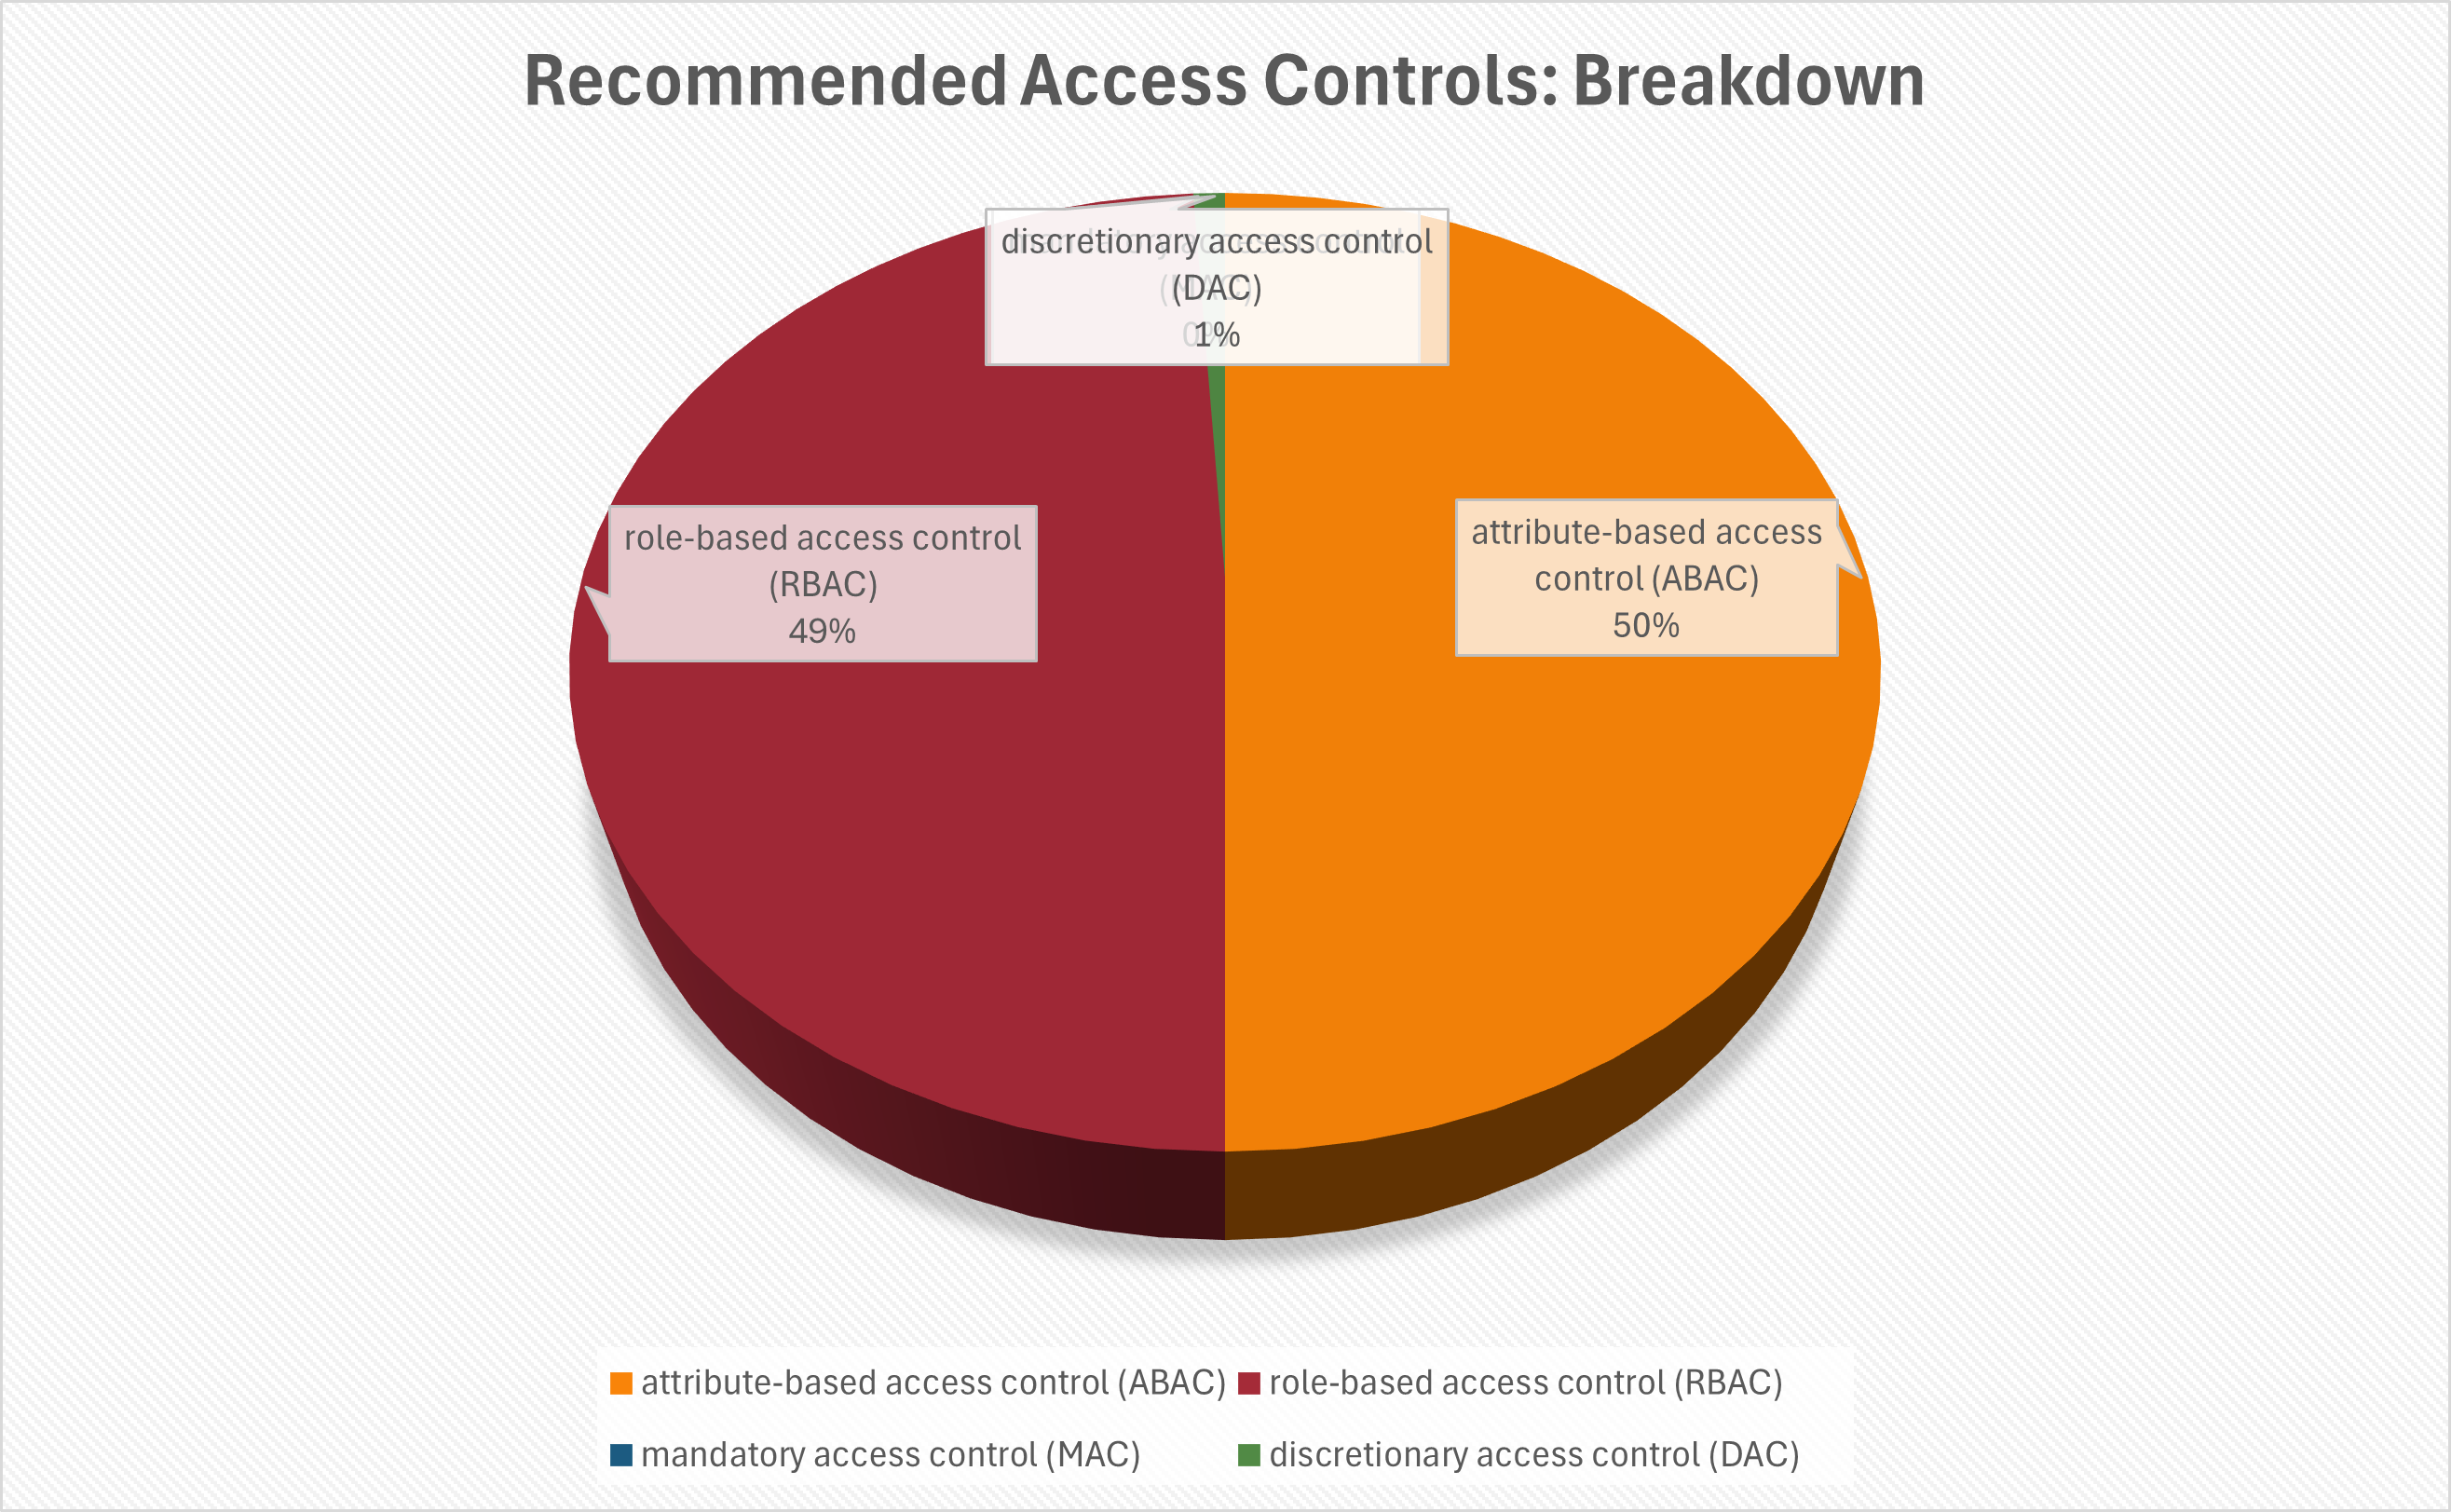 Recommended Access Controls: Breakdown
discretionary access control
(DAC)
1%
role-based access control
(RBAC)
49%
attribute-based access
control (ABAC)
50%
attribute-based access control (ABAC)
role-based access control (RBAC)
mandatory access control (MAC)
discretionary access control (DAC)